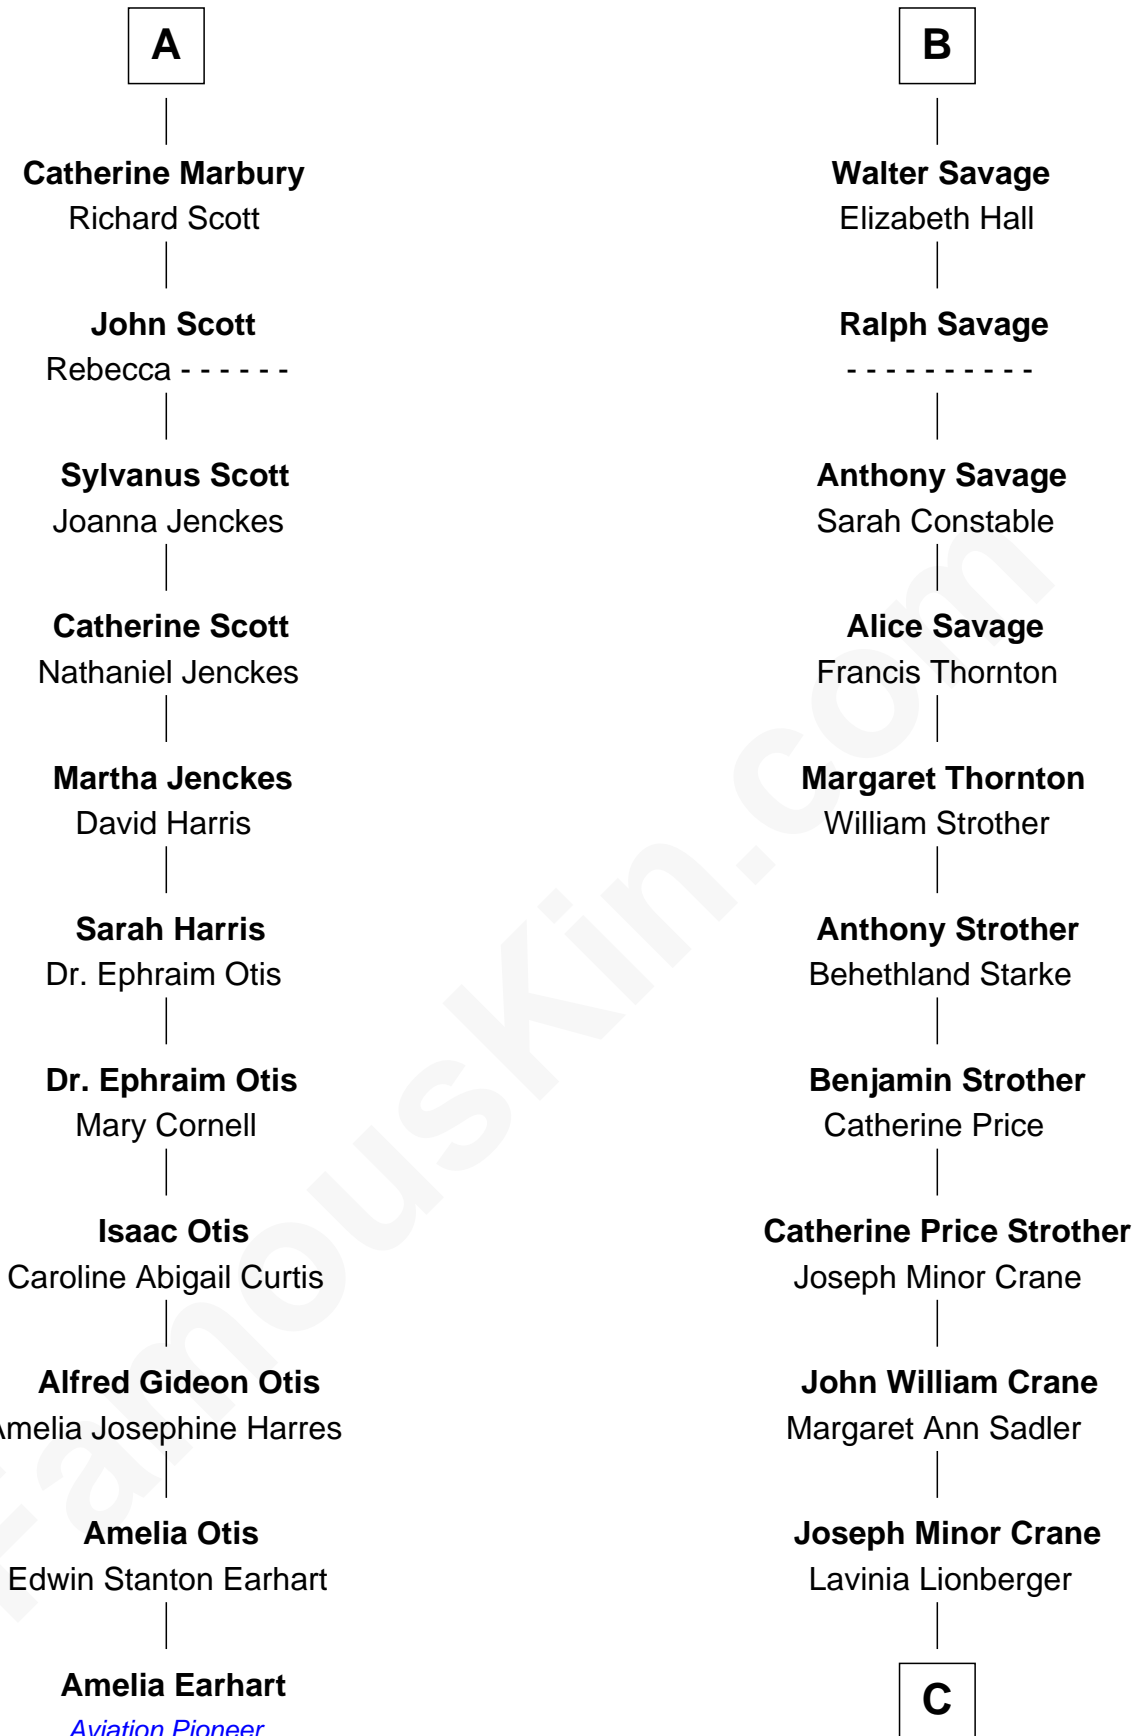 A
Catherine Marbury
Richard Scott
John Scott
Rebecca - - - - - -
Sylvanus Scott
Joanna Jenckes
Catherine Scott
Nathaniel Jenckes
Martha Jenckes
David Harris
Sarah Harris
Dr. Ephraim Otis
Dr. Ephraim Otis
Mary Cornell
Isaac Otis
Caroline Abigail Curtis
Alfred Gideon Otis
Amelia Josephine Harres
Amelia Otis
Edwin Stanton Earhart
Amelia Earhart
Aviation Pioneer
B
Walter Savage
Elizabeth Hall
Ralph Savage
- - - - - - - - - -
Anthony Savage
Sarah Constable
Alice Savage
Francis Thornton
Margaret Thornton
William Strother
Anthony Strother
Behethland Starke
Benjamin Strother
Catherine Price
Catherine Price Strother
Joseph Minor Crane
John William Crane
Margaret Ann Sadler
Joseph Minor Crane
Lavinia Lionberger
C
FamousKin.com